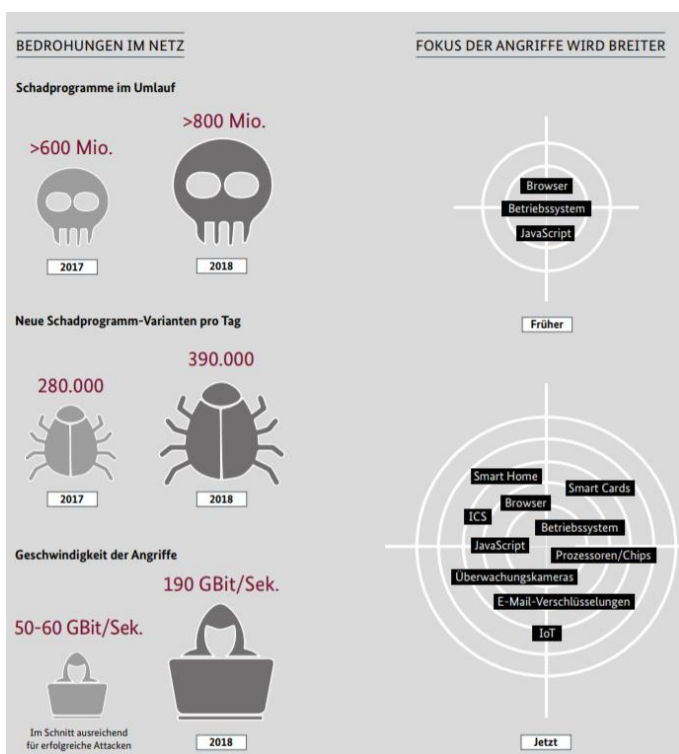 BEDROHUNGEN IM NETZ
Schadprogramme im Umlauf
>600 Mio.
>800 Mio.
2017
2018
Neue Schadprogramm-Varianten pro Tag
280.000
390.000
2017
2018
Geschwindigkeit der Angriffe
50-60 GBit/Sek.
190 GBit/Sek.
Im Schnitt ausreichend
für erfolgreiche Attacken
2018
FOKUS DER ANGRIFFE WIRD BREITER
Browser
Betriebssystem
JavaScript
Früher
Smart Home
Smart Cards
Browser
ICS
Betriebssystem
JavaScript
Prozessoren/Chips
Überwachungskameras
E-Mail-Verschlüsselungen
IoT
Jetzt